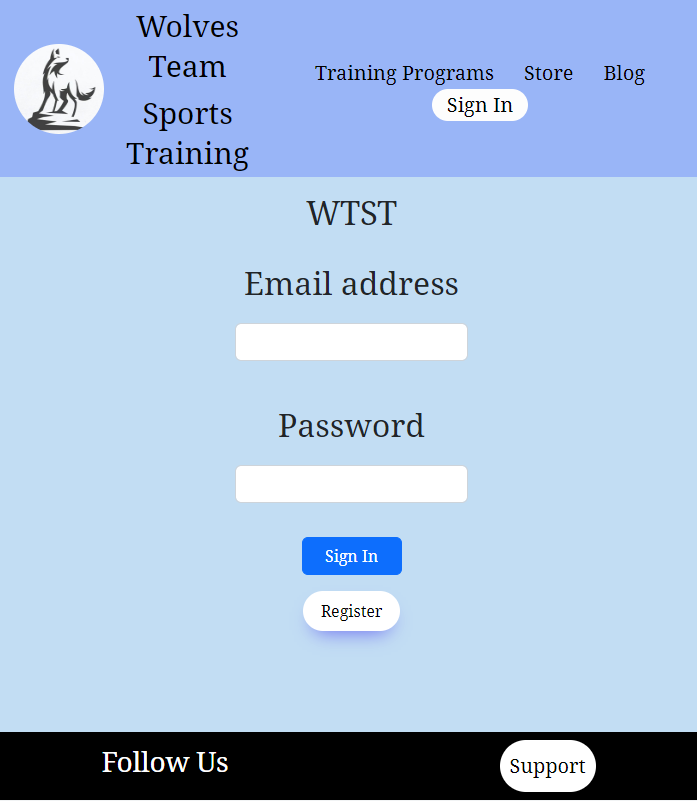 Wolves
Team
Sports
Training
Training Programs Store Blog
Sign In
WTST
Email address
Password
Sign In
Register
Follow Us
Support